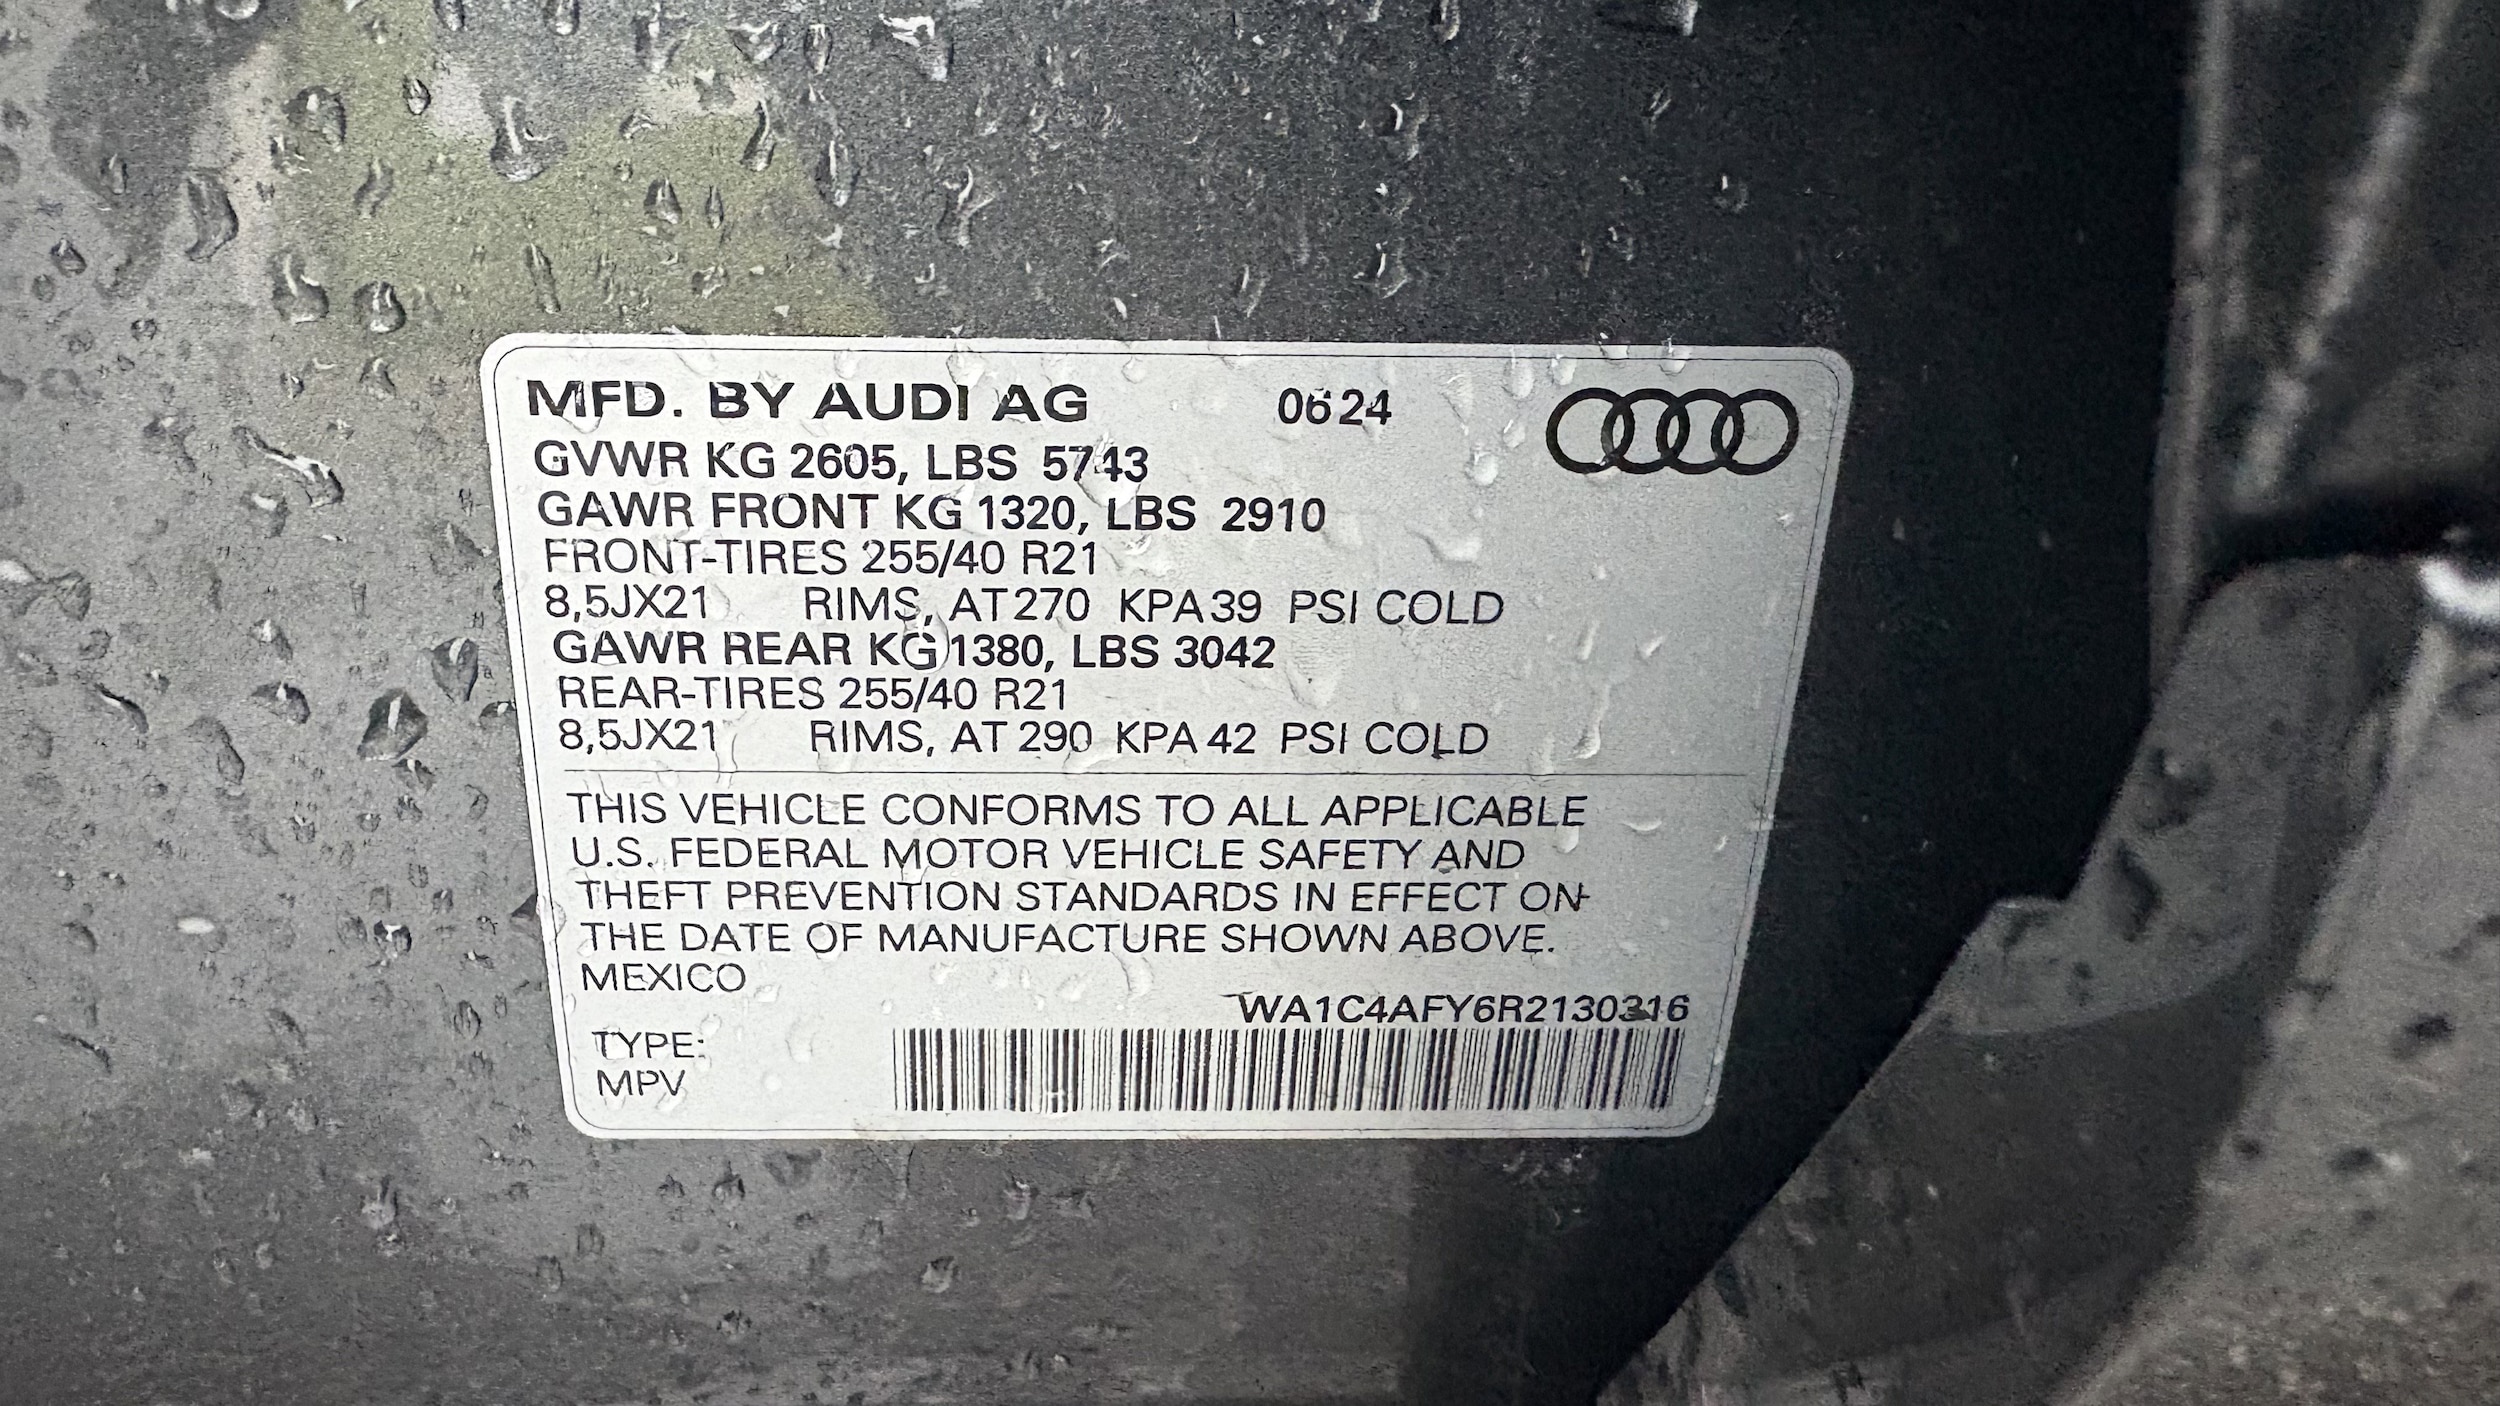 MFD. BY AUDI AG 0624
GVWR KG 2605, LBS 5743
GAWR FRONT KG 1320, LBS 2910
FRONT-TIRES 255/40 R21
8,5JX21 RIMS, AT 270 KPA 39 PSI COLD
GAWR REAR KG 1380, LBS 3042
REAR-TIRES 255/40 R21
8,5JX21 RIMS, AT 290 KPA 42 PSI COLD
THIS VEHICLE CONFORMS TO ALL APPLICABLE
U.S. FEDERAL MOTOR VEHICLE SAFETY AND
THEFT PREVENTION STANDARDS IN EFFECT ON
THE DATE OF MANUFACTURE SHOWN ABOVE.
MEXICO
WA1C4AFY6R2130316
TYPE:
MPV